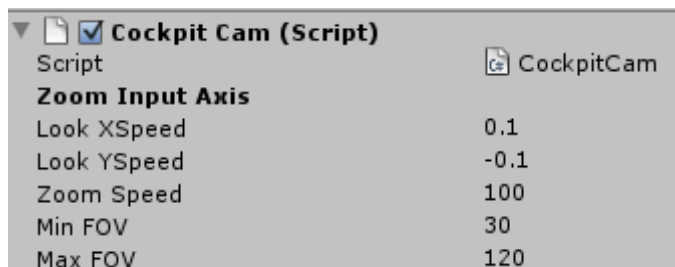 Cockpit Cam (Script)
Script CockpitCam
Zoom Input Axis
Look XSpeed 0.1
Look YSpeed -0.1
Zoom Speed 100
Min FOV 30
Max FOV 120